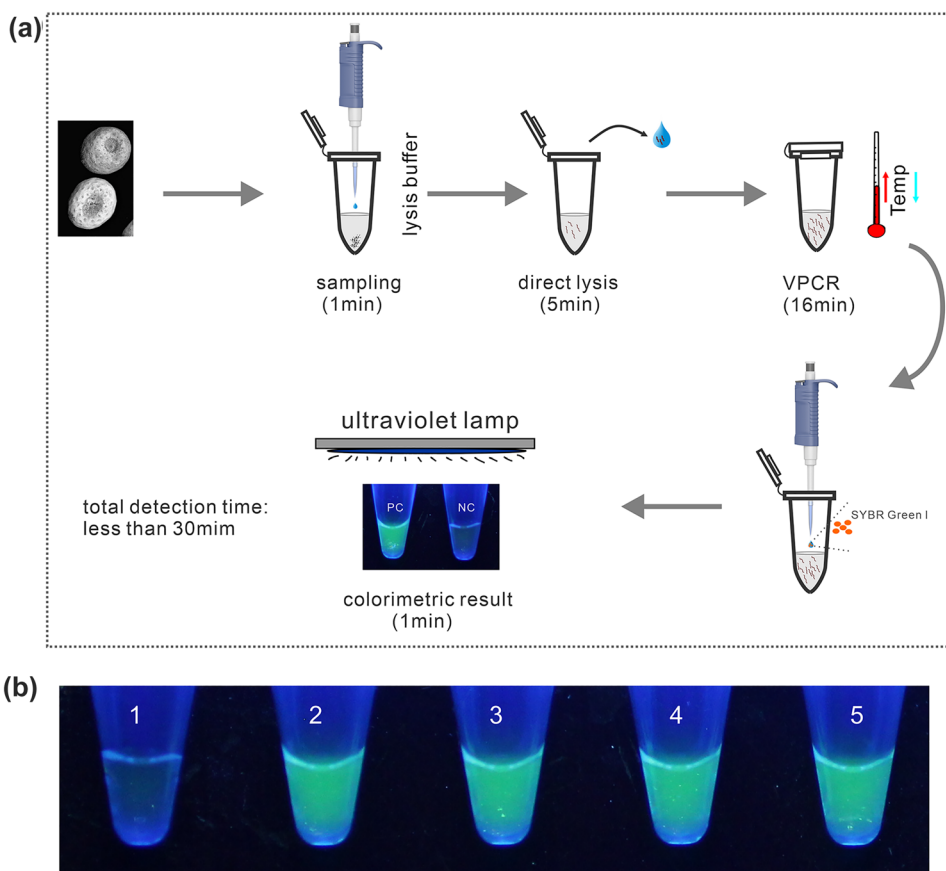 (a)
lysis buffer
sampling
(1min)
direct lysis
(5min)
VPCR
(16min)
Temp
SYBR Green I
ultraviolet lamp
PC
NC
total detection time:
less than 30mim
colorimetric result
(1min)
(b)
1
2
3
4
5